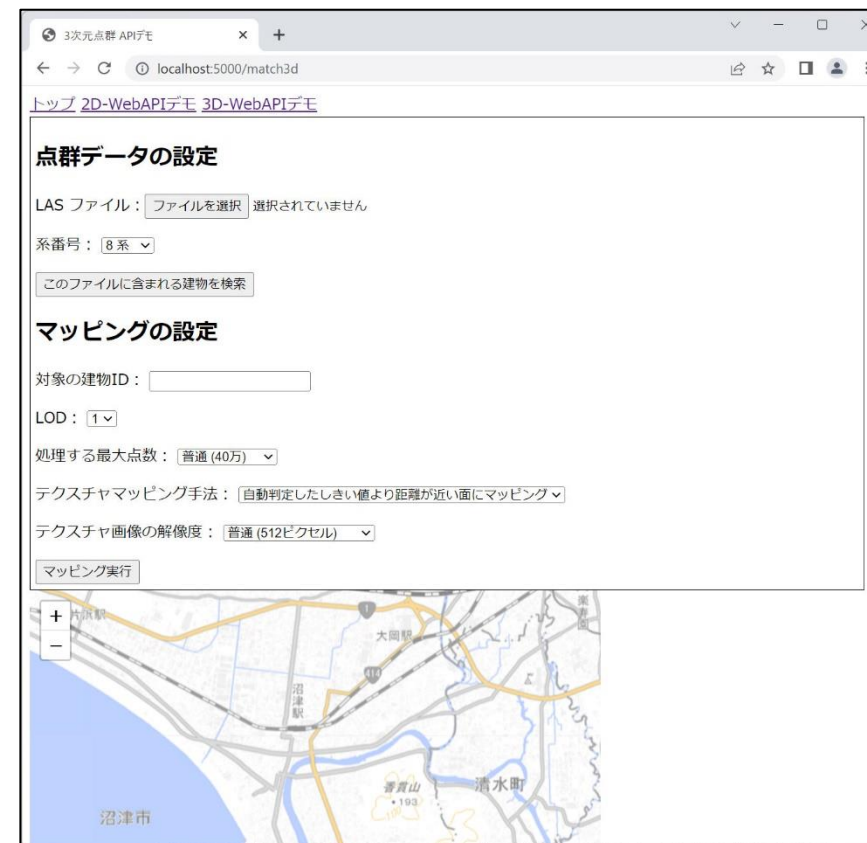 3次元点群 APIデモ
localhost:5000/match3d
トップ 2D-WebAPIデモ 3D-WebAPIデモ
点群データの設定
LAS ファイル： ファイルを選択 選択されていません
系番号： 8 系
このファイルに含まれる建物を検索
マッピングの設定
対象の建物ID：
LOD： 1
処理する最大点数： 普通 (40万)
テクスチャマッピング手法： 自動判定したしきい値より距離が近い面にマッピング
テクスチャ画像の解像度： 普通 (512ピクセル)
マッピング実行
+
−
片浜駅
1
大岡駅
414
沼津駅
香貫山
193
清水町
沼津市